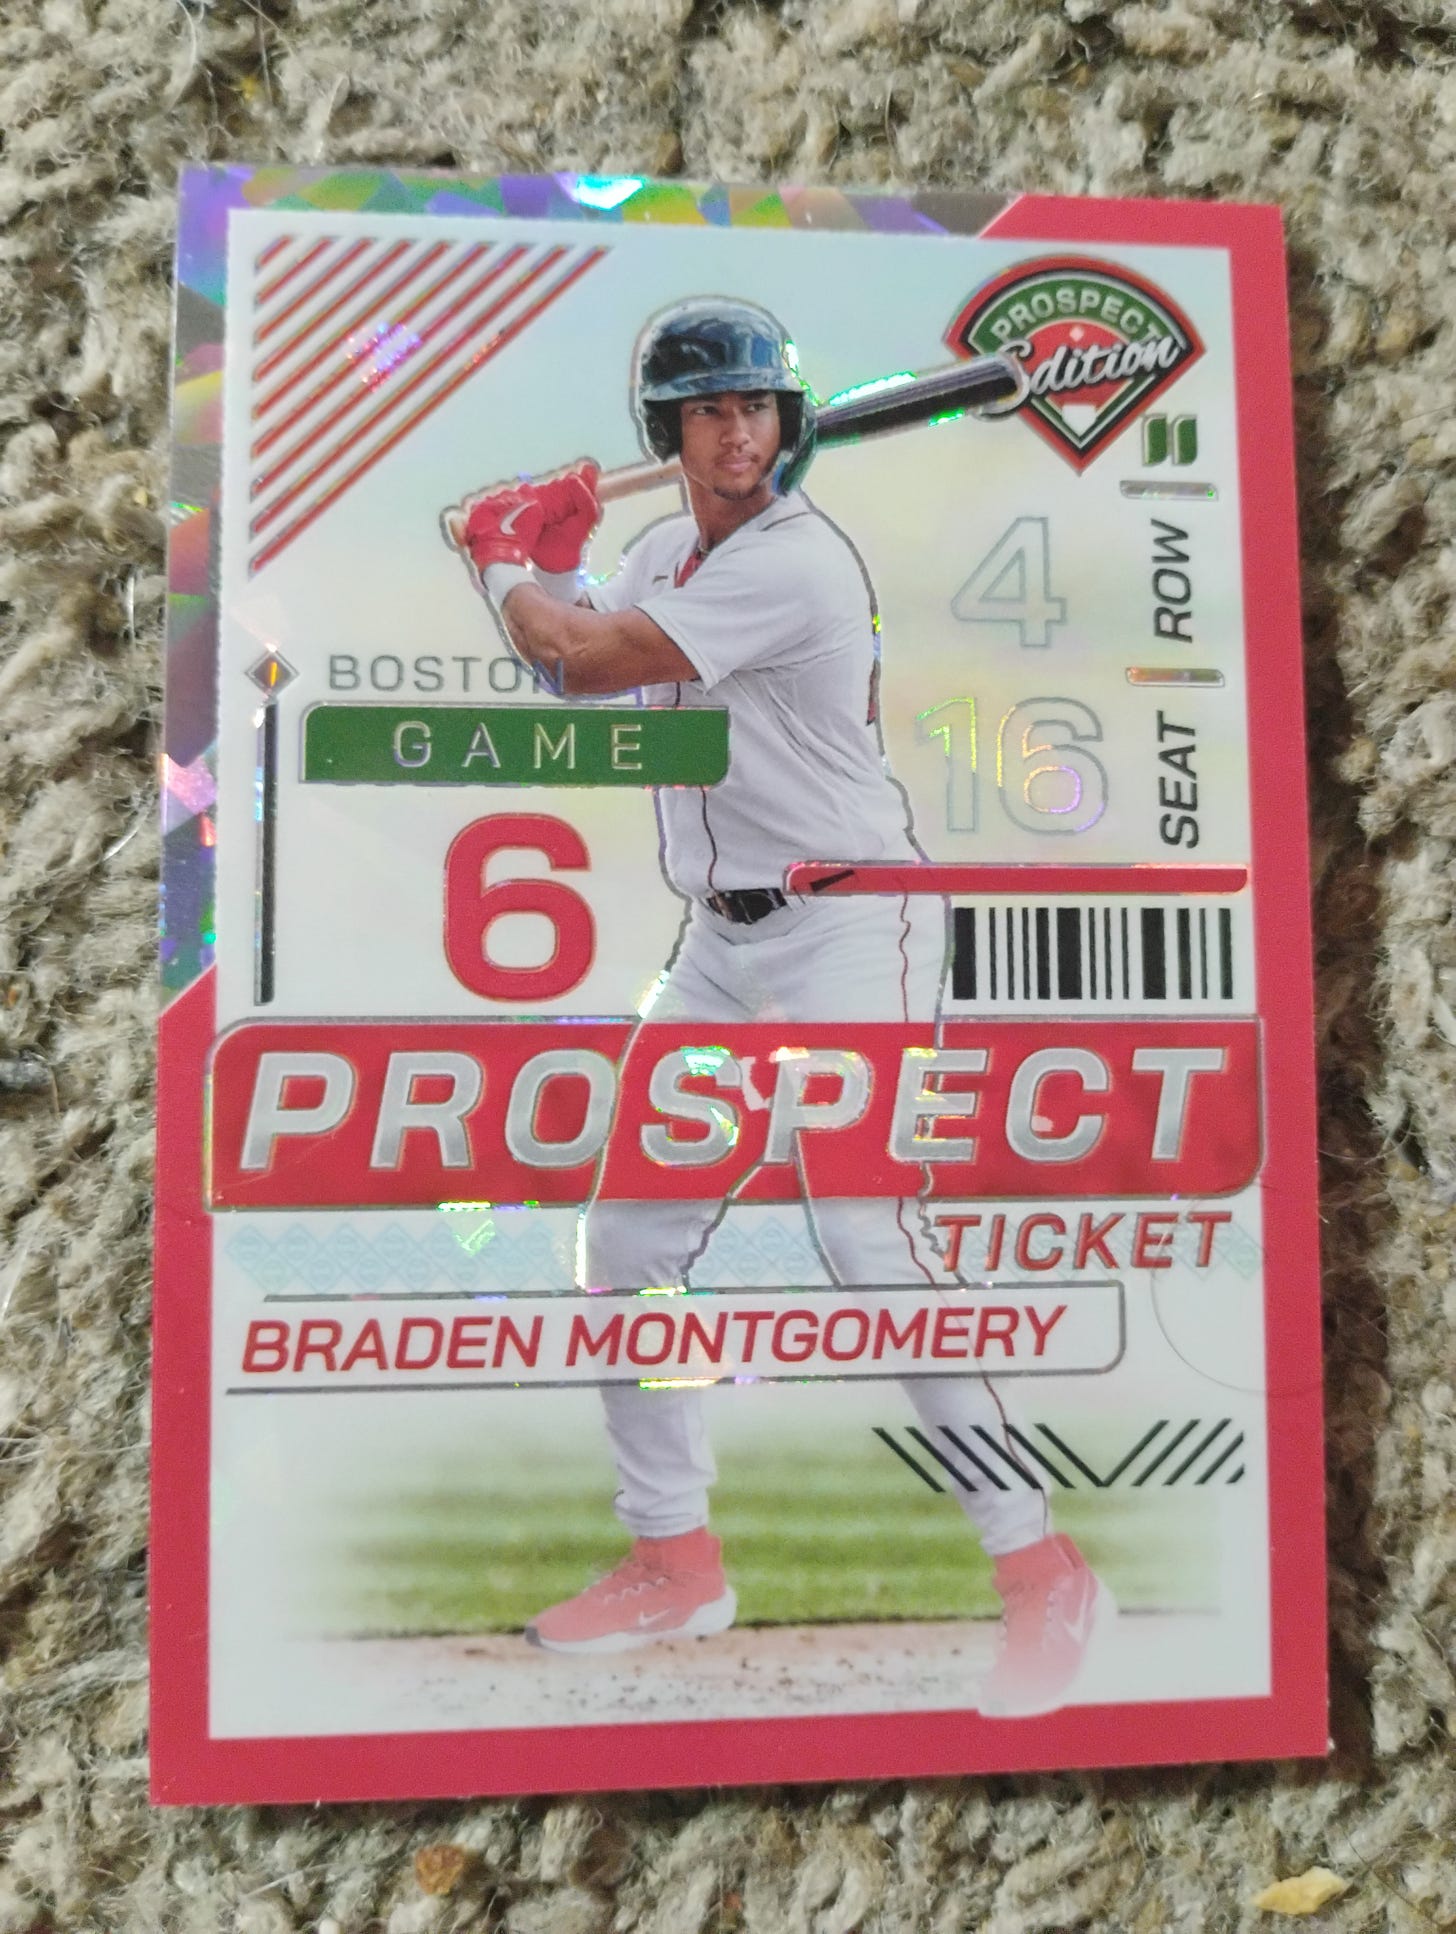 PROSPECT
Edition
ROW
4
BOSTON
GAME
SEAT
16
6
PROSPECT
TICKET
BRADEN MONTGOMERY